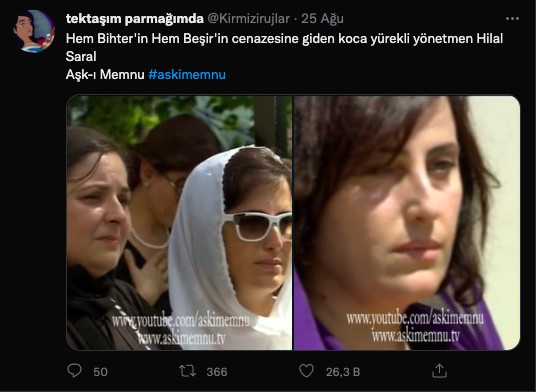 tektaşım parmağımda @Kirmizirujlar · 25 Ağu
Hem Bihter'in Hem Beşir'in cenazesine giden koca yürekli yönetmen Hilal
Saral
Aşk-ı Memnu #askimemnu
www.youtube.com/askimemnu
www.askimemnu.tv
www.youtube.com/askimemnu
www.askimemnu.tv
50 366 26,3 B